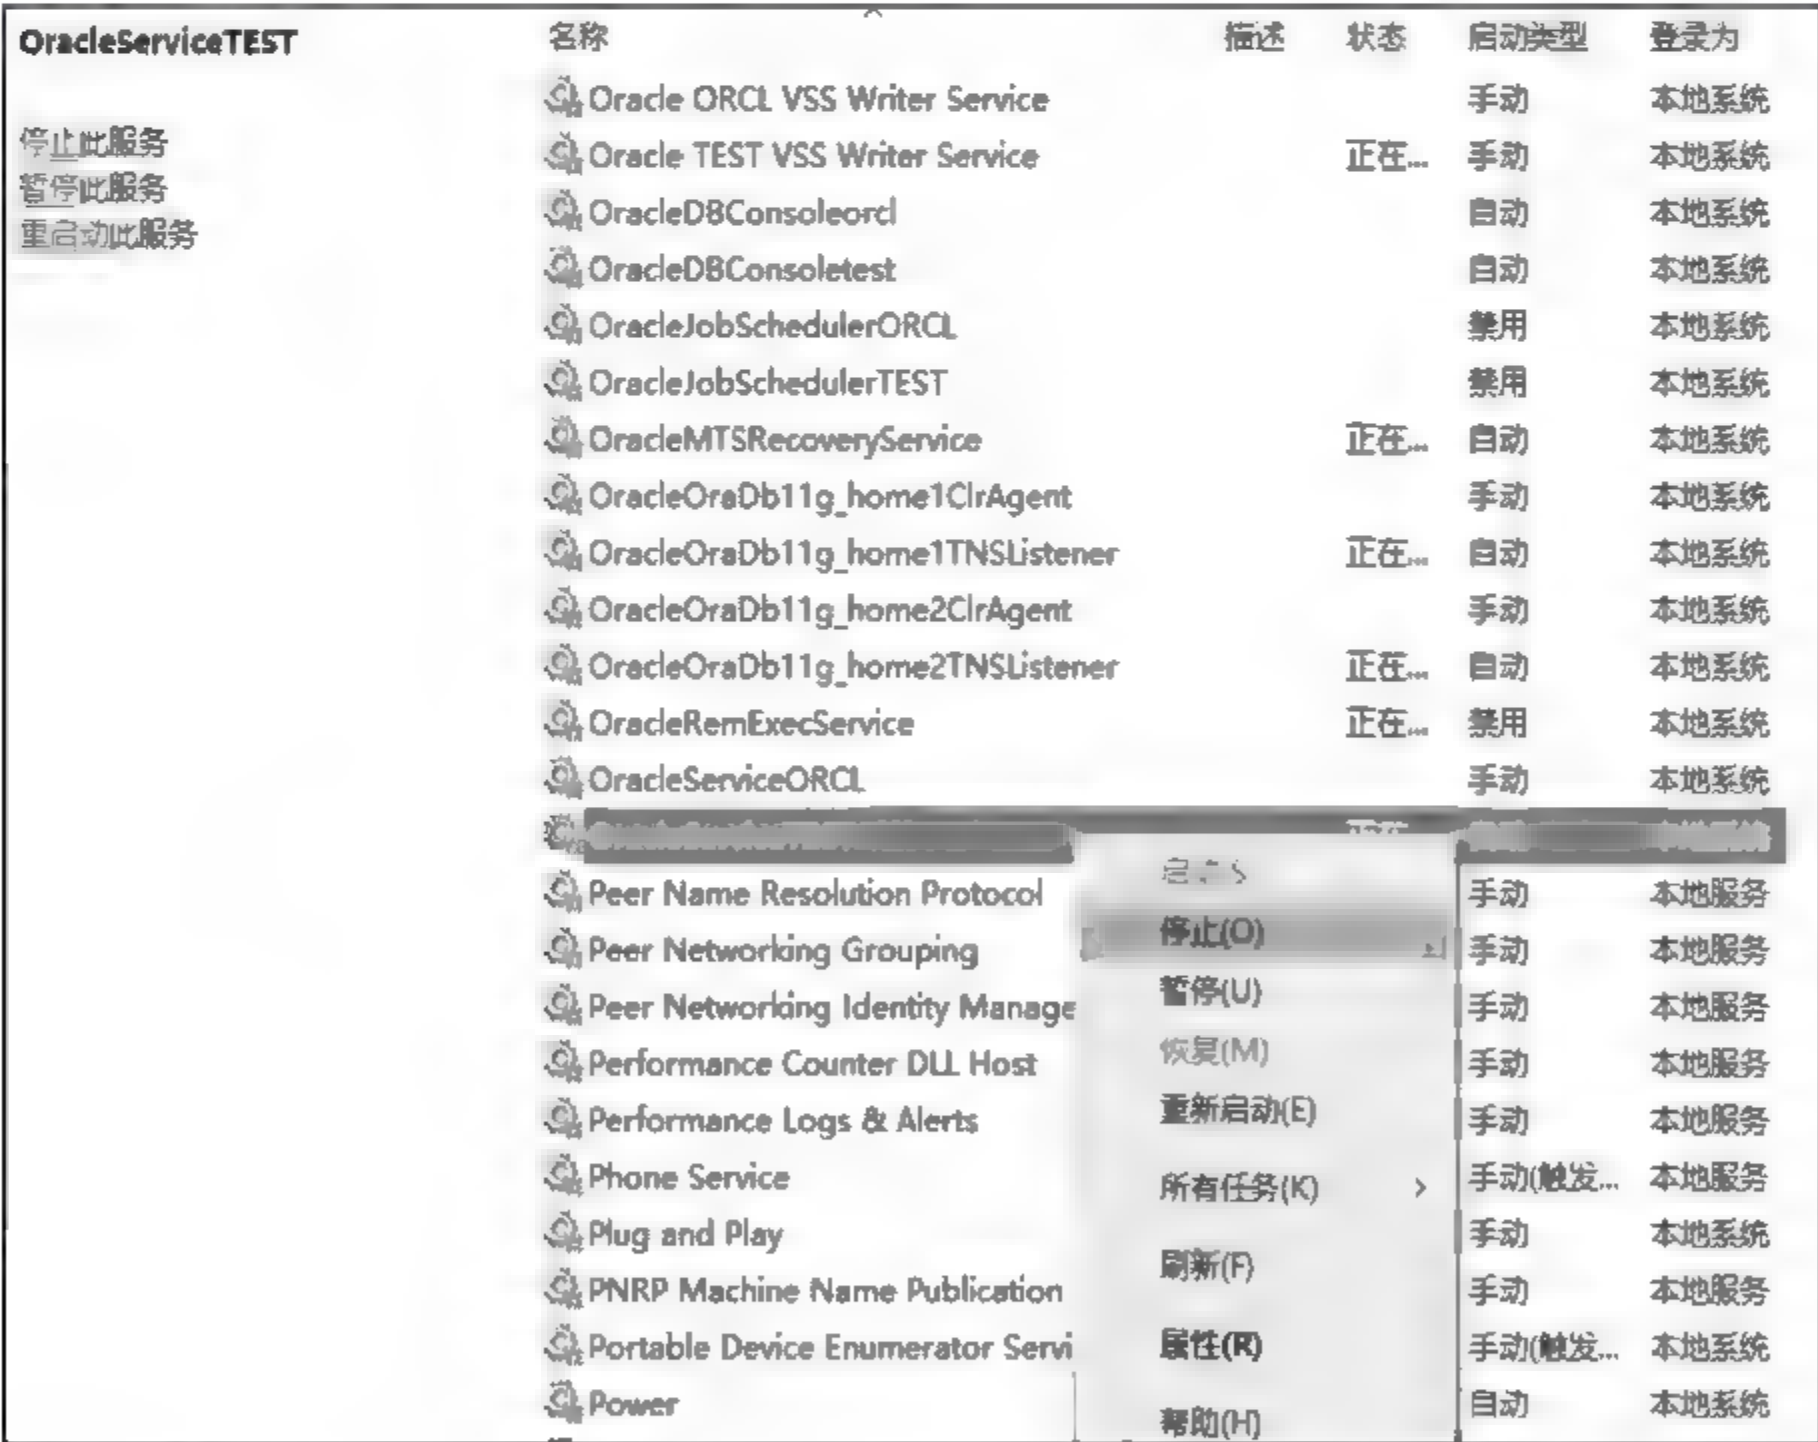 OracleServiceTEST
停止此服务
暂停此服务
重启动此服务
名称 描述 状态 启动类型 登录为
Oracle ORCL VSS Writer Service 手动 本地系统
Oracle TEST VSS Writer Service 正在... 手动 本地系统
OracleDBConsoleorcl 自动 本地系统
OracleDBConsoletest 自动 本地系统
OracleJobSchedulerORCL 禁用 本地系统
OracleJobSchedulerTEST 禁用 本地系统
OracleMTSRecoveryService 正在... 自动 本地系统
OracleOraDb11g_home1ClrAgent 手动 本地系统
OracleOraDb11g_home1TNSListener 正在... 自动 本地系统
OracleOraDb11g_home2ClrAgent 手动 本地系统
OracleOraDb11g_home2TNSListener 正在... 自动 本地系统
OracleRemExecService 正在... 禁用 本地系统
OracleServiceORCL 手动 本地系统
Peer Name Resolution Protocol 手动 本地服务
Peer Networking Grouping 手动 本地服务
Peer Networking Identity Manage 手动 本地服务
Performance Counter DLL Host 手动 本地服务
Performance Logs & Alerts 手动 本地服务
Phone Service 手动(触发... 本地服务
Plug and Play 手动 本地系统
PNRP Machine Name Publication 手动 本地服务
Portable Device Enumerator Servi 手动(触发... 本地系统
Power 自动 本地系统
停止(O)
暂停(U)
恢复(M)
重新启动(E)
所有任务(K)
刷新(F)
属性(R)
帮助(H)